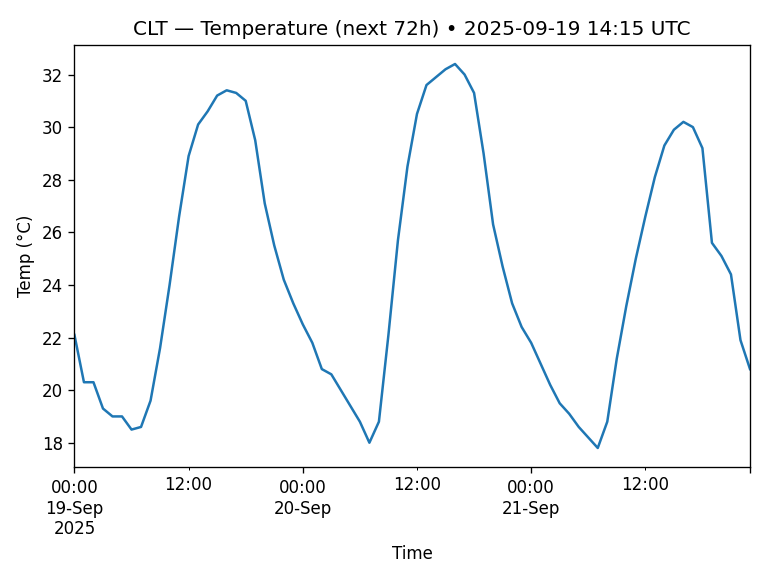 CLT — Temperature (next 72h) • 2025-09-19 14:15 UTC
Temp (°C)
32
30
28
26
24
22
20
18
00:00 12:00 00:00 12:00 00:00 12:00
19-Sep 20-Sep 21-Sep
2025
Time